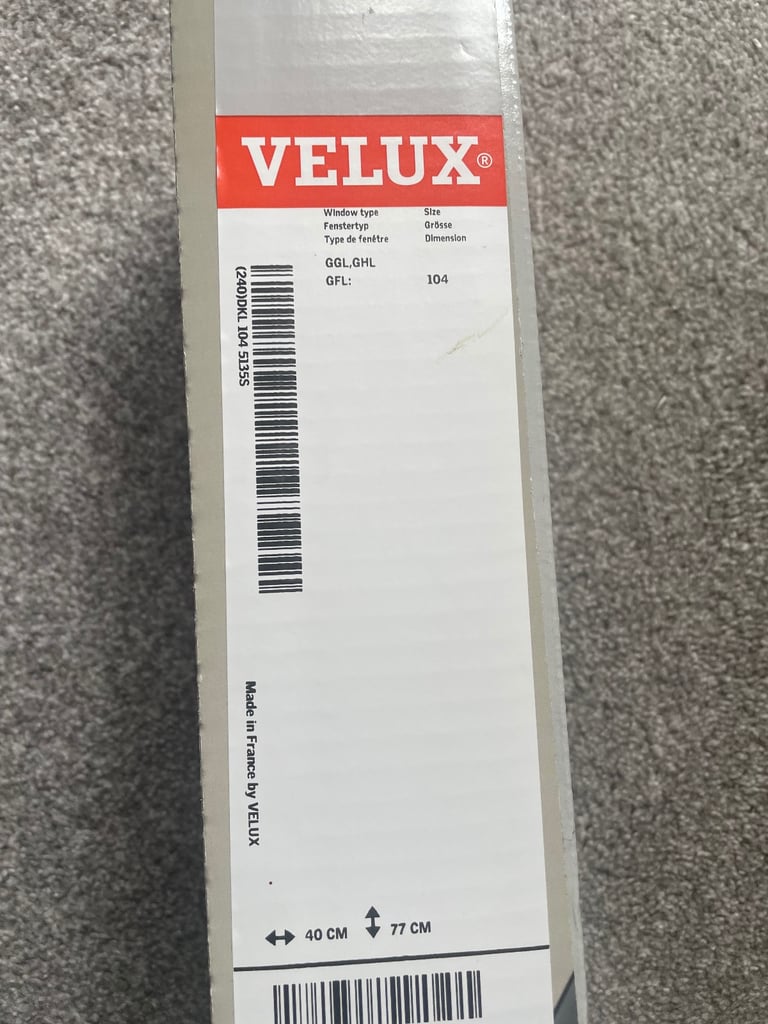 VELUX®
Window type Size
Fenstertyp Grösse
Type de fenêtre Dimension
GGL,GHL
GFL: 104
(240)DKL 104 5135S
Made in France by VELUX
40 CM 77 CM